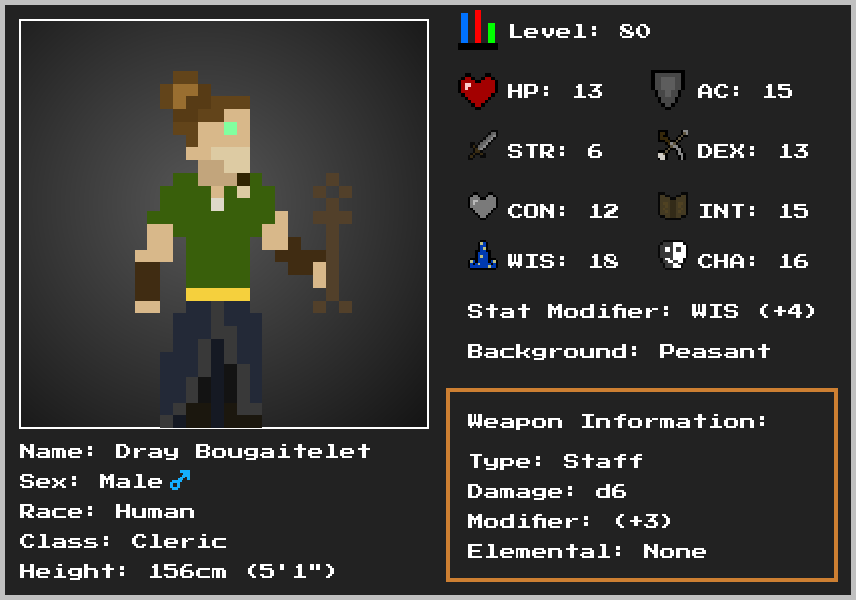 Level: 80
HP: 13
AC: 15
STR: 6
DEX: 13
CON: 12
INT: 15
WIS: 18
CHA: 16
Stat Modifier: WIS (+4)
Background: Peasant
Weapon Information:
Type: Staff
Damage: d6
Modifier: (+3)
Elemental: None
Name: Dray Bougaitelet
Sex: Male ♂
Race: Human
Class: Cleric
Height: 156cm (5'1")